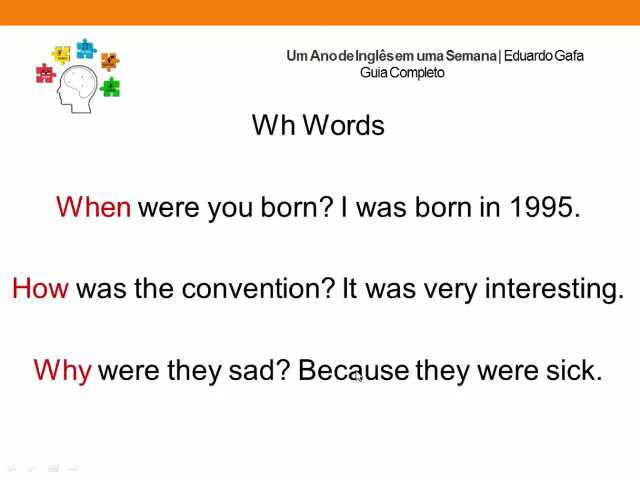 Um Ano de Inglês em uma Semana | Eduardo Gafa
Guia Completo
Wh Words
When were you born? I was born in 1995.
How was the convention? It was very interesting.
Why were they sad? Because they were sick.